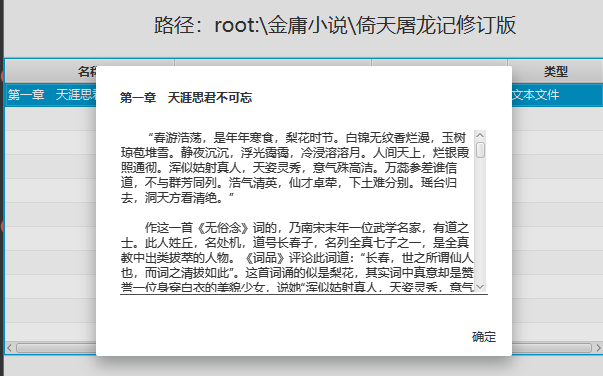 路径：root:\金庸小说\倚天屠龙记修订版
名称
类型
第一章　天涯思君
文本文件
第一章　天涯思君不可忘
“春游浩荡，是年年寒食，梨花时节。白锦无纹香烂漫，玉树
琼苞堆雪。静夜沉沉，浮光霭霭，冷浸溶溶月。人间天上，烂银霞
照通彻。浑似姑射真人，天姿灵秀，意气殊高洁。万蕊参差谁信
道，不与群芳同列。浩气清英，仙才卓荦，下土难分别。瑶台归
去，洞天方看清绝。”
作这一首《无俗念》词的，乃南宋末年一位武学名家，有道之
士。此人姓丘，名处机，道号长春子，名列全真七子之一，是全真
教中出类拔萃的人物。《词品》评论此词道：“长春，世之所谓仙人
也，而词之清拔如此”。这首词诵的似是梨花，其实词中真意却是赞
誉一位身穿白衣的美貌少女，说她“浑似姑射真人，天姿灵秀，意气
确定